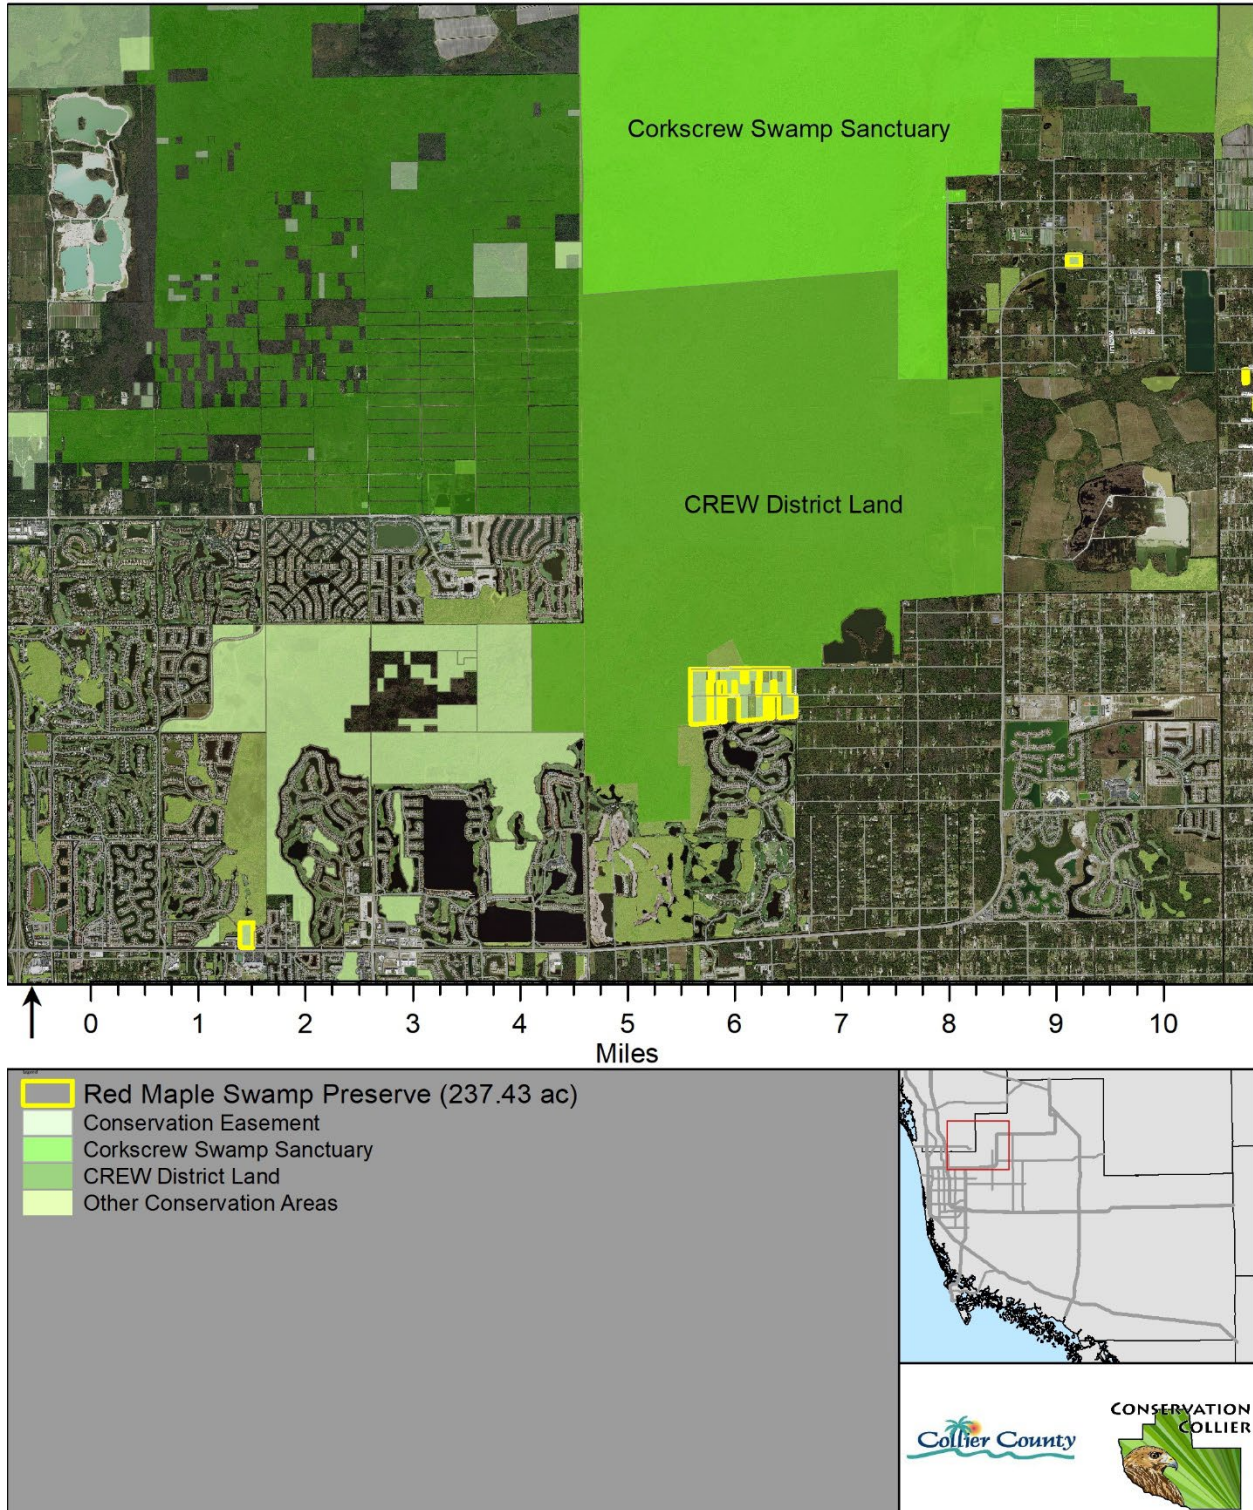 Corkscrew Swamp Sanctuary
CREW District Land
0 1 2 3 4 5 6 7 8 9 10
Miles
Red Maple Swamp Preserve (237.43 ac)
Conservation Easement
Corkscrew Swamp Sanctuary
CREW District Land
Other Conservation Areas
Collier County
CONSERVATION
COLLIER